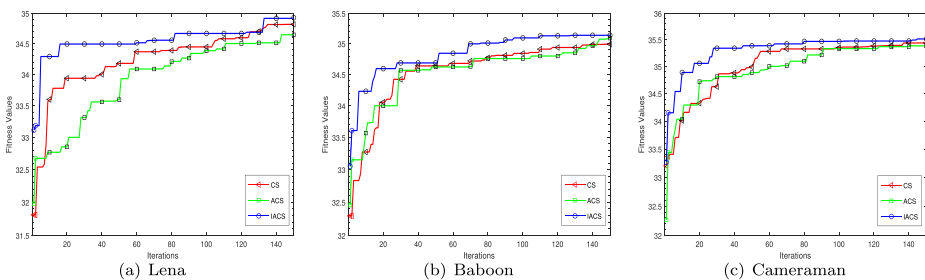 35
34.5
34
33.5
33
32.5
32
31.5
Fitness Values
20 40 60 80 100 120 140
Iterations
CS
ACS
IACS
(a) Lena
35.5
35
34.5
34
33.5
33
32.5
32
Fitness Values
20 40 60 80 100 120 140
Iterations
CS
ACS
IACS
(b) Baboon
36
35.5
35
34.5
34
33.5
33
32.5
32
Fitness Values
20 40 60 80 100 120 140
Iterations
CS
ACS
IACS
(c) Cameraman